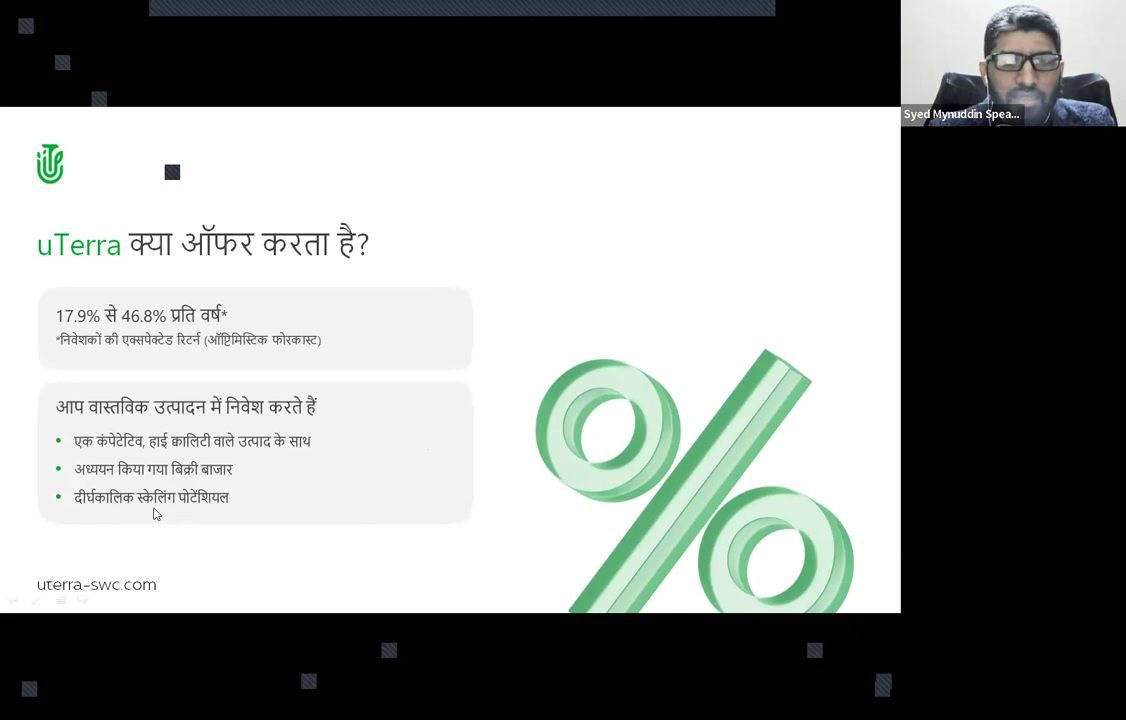 Syed Mynuddin Spea...
uTerra क्या ऑफर करता है?
17.9% से 46.8% प्रति वर्ष*
*निवेशकों की एक्सपेक्टेड रिटर्न (ऑप्टिमिस्टिक फोरकास्ट)
आप वास्तविक उत्पादन में निवेश करते हैं
• एक कंपेटेटिव, हाई क्वालिटी वाले उत्पाद के साथ
• अध्ययन किया गया बिक्री बाजार
• दीर्घकालिक स्केलिंग पोटेंशियल
uterra-swc.com